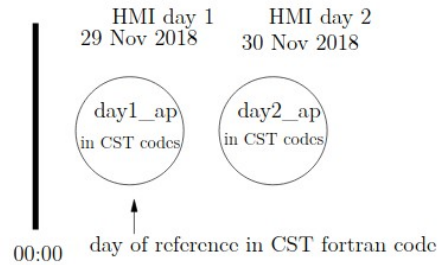 HMI day 1
29 Nov 2018
HMI day 2
30 Nov 2018
day1_ap
in CST codes
day2_ap
in CST codes
00:00
day of reference in CST fortran code